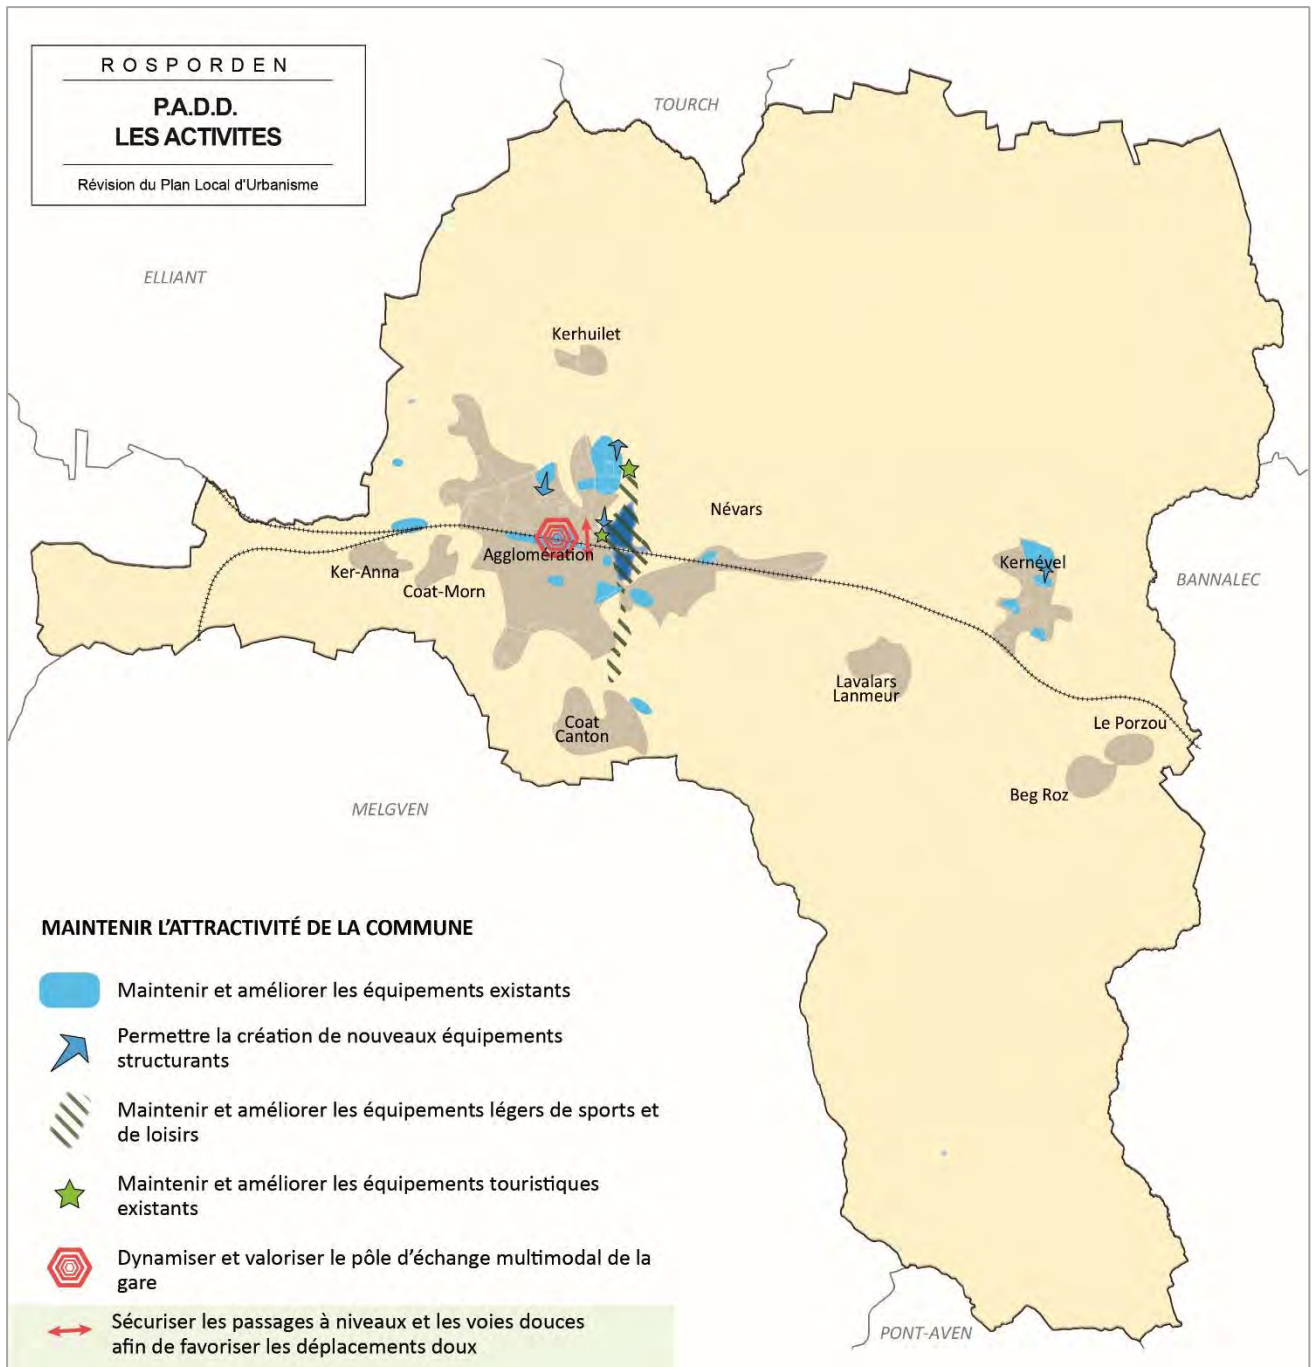 ROSPORDEN
P.A.D.D.
LES ACTIVITES
Révision du Plan Local d'Urbanisme
TOURCH
ELLIANT
Kerhuilet
Névars
Agglomération
Kernével
Ker-Anna
BANNALEC
Coat-Morn
Lavalars
Lanmeur
Coat
Canton
Le Porzou
Beg Roz
MELGVEN
MAINTENIR L'ATTRACTIVITÉ DE LA COMMUNE
Maintenir et améliorer les équipements existants
Permettre la création de nouveaux équipements
structurants
Maintenir et améliorer les équipements légers de sports et
de loisirs
Maintenir et améliorer les équipements touristiques
existants
Dynamiser et valoriser le pôle d'échange multimodal de la
gare
Sécuriser les passages à niveaux et les voies douces
afin de favoriser les déplacements doux
PONT-AVEN